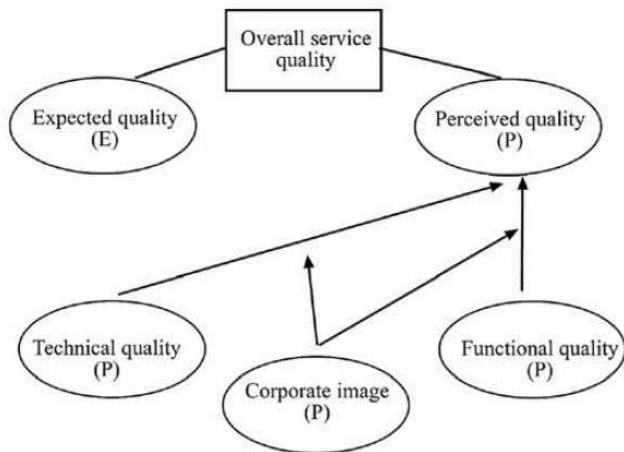 Overall service
quality
Expected quality
(E)
Perceived quality
(P)
Technical quality
(P)
Corporate image
(P)
Functional quality
(P)